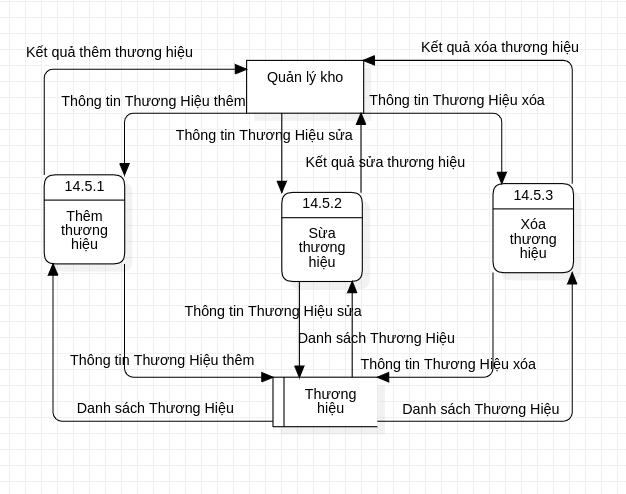 Kết quả thêm thương hiệu
Kết quả xóa thương hiệu
Quản lý kho
Thông tin Thương Hiệu thêm
Thông tin Thương Hiệu xóa
Thông tin Thương Hiệu sửa
Kết quả sửa thương hiệu
14.5.1
Thêm
thương
hiệu
14.5.2
Sừa
thương
hiệu
14.5.3
Xóa
thương
hiệu
Thông tin Thương Hiệu sửa
Danh sách Thương Hiệu
Thông tin Thương Hiệu thêm
Thông tin Thương Hiệu xóa
Thương
hiệu
Danh sách Thương Hiệu
Danh sách Thương Hiệu